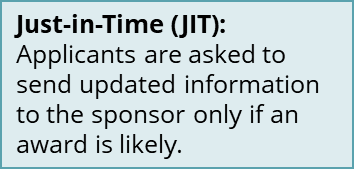 Just-in-Time (JIT):
Applicants are asked to
send updated information
to the sponsor only if an
award is likely.